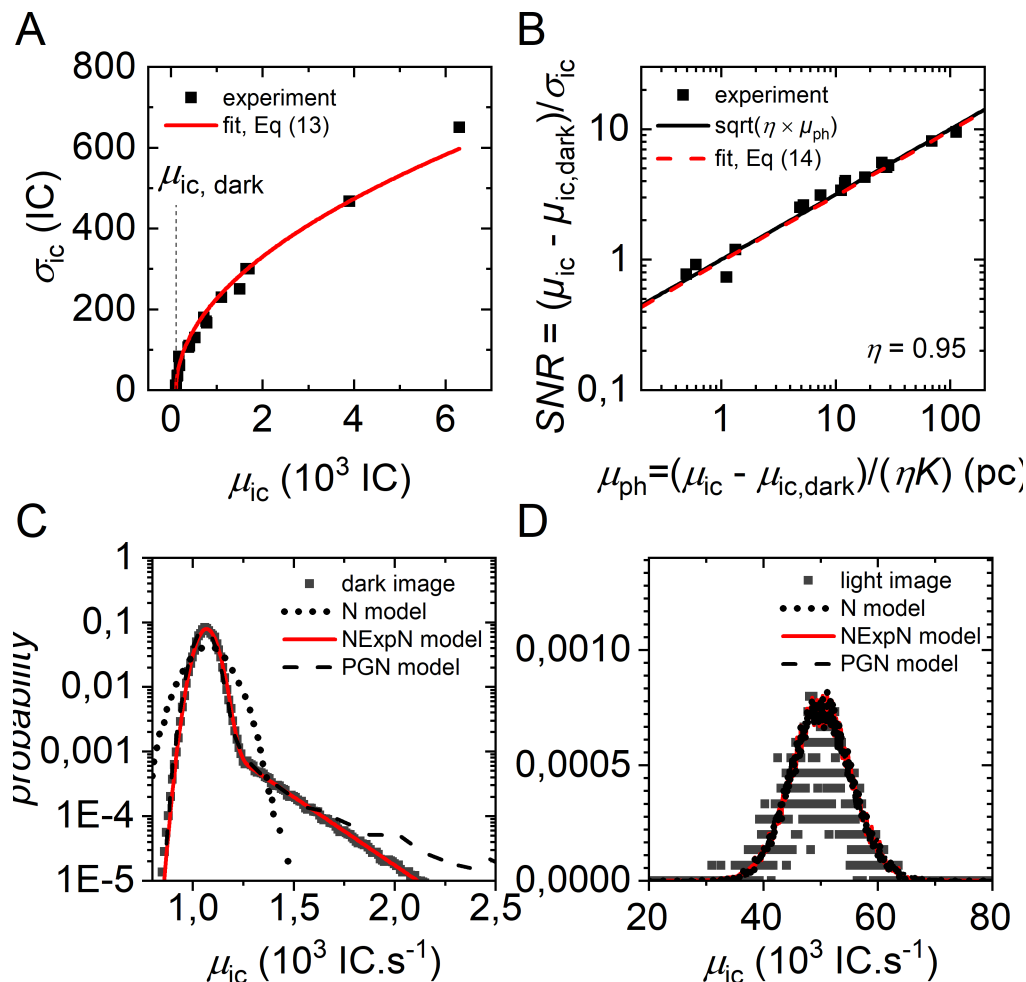 A
800
600
400
200
0
σic (IC)
experiment
fit, Eq (13)
μic, dark
0
2
4
6
μic (10³ IC)
B
10
1
0,1
SNR = (μic - μic,dark)/σic
experiment
sqrt(η × μph)
fit, Eq (14)
η = 0.95
1
10
100
μph=(μic - μic,dark)/(ηK) (pc)
C
1
0,1
0,01
0,001
1E-4
1E-5
probability
dark image
N model
NExpN model
PGN model
1,0
1,5
2,0
2,5
μic (10³ IC.s⁻¹)
D
0,0010
0,0005
0,0000
light image
N model
NExpN model
PGN model
20
40
60
80
μic (10³ IC.s⁻¹)